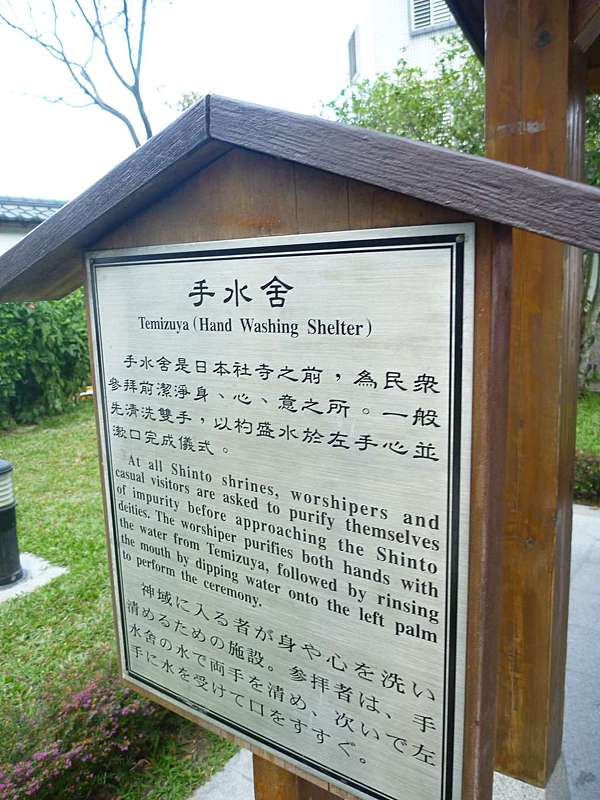 手水舍
Temizuya (Hand Washing Shelter)
手水舍是日本社寺之前，為民眾
參拜前潔淨身、心、意之所。一般
先清洗雙手，以杓盛水於左手心並
漱口完成儀式。
At all Shinto shrines, worshipers and
casual visitors are asked to purify themselves
of impurity before approaching the Shinto
deities. The worshiper purifies both hands with
the water from Temizuya, followed by rinsing
the mouth by dipping water onto the left palm
to perform the ceremony.
神域に入る者が身や心を洗い
清めるための施設。参拝者は、手
水舍の水で両手を清め、次いで左
手に水を受けて口をすすぐ。